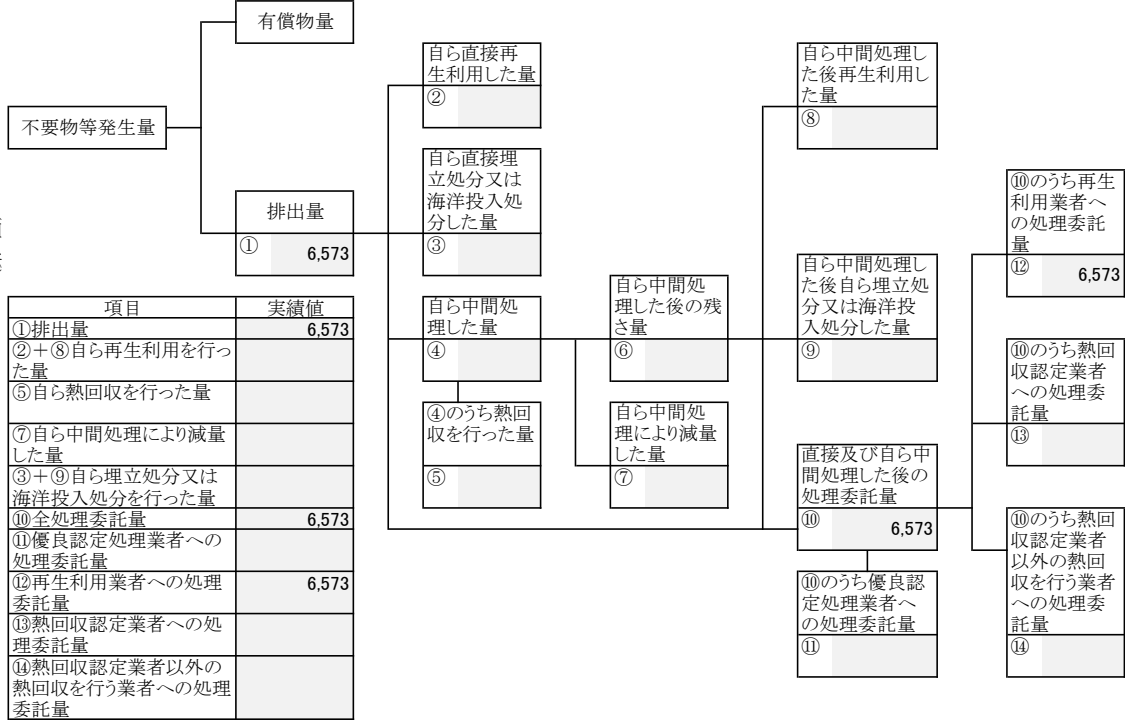 有償物量
不要物等発生量
排出量
①
6,573
自ら直接再
生利用した量
②
自ら直接埋
立処分又は
海洋投入処
分した量
③
自ら中間処
理した量
④
④のうち熱回
収を行った量
⑤
自ら中間処
理した後の残
さ量
⑥
自ら中間処
理により減量
した量
⑦
自ら中間処理し
た後再生利用し
た量
⑧
自ら中間処理し
た後自ら埋立処
分又は海洋投
入処分した量
⑨
直接及び自ら中
間処理した後の
処理委託量
⑩
6,573
⑩のうち優良認
定処理業者へ
の処理委託量
⑪
⑩のうち再生
利用業者へ
の処理委託
量
⑫
6,573
⑩のうち熱回
収認定業者
への処理委
託量
⑬
⑩のうち熱回
収認定業者
以外の熱回
収を行う業者
への処理委
託量
⑭
項目 実績値
①排出量 6,573
②＋⑧自ら再生利用を行っ
た量
⑤自ら熱回収を行った量
⑦自ら中間処理により減量
した量
③＋⑨自ら埋立処分又は
海洋投入処分を行った量
⑩全処理委託量 6,573
⑪優良認定処理業者への
処理委託量
⑫再生利用業者への処理 6,573
委託量
⑬熱回収認定業者への処
理委託量
⑭熱回収認定業者以外の
熱回収を行う業者への処理
委託量